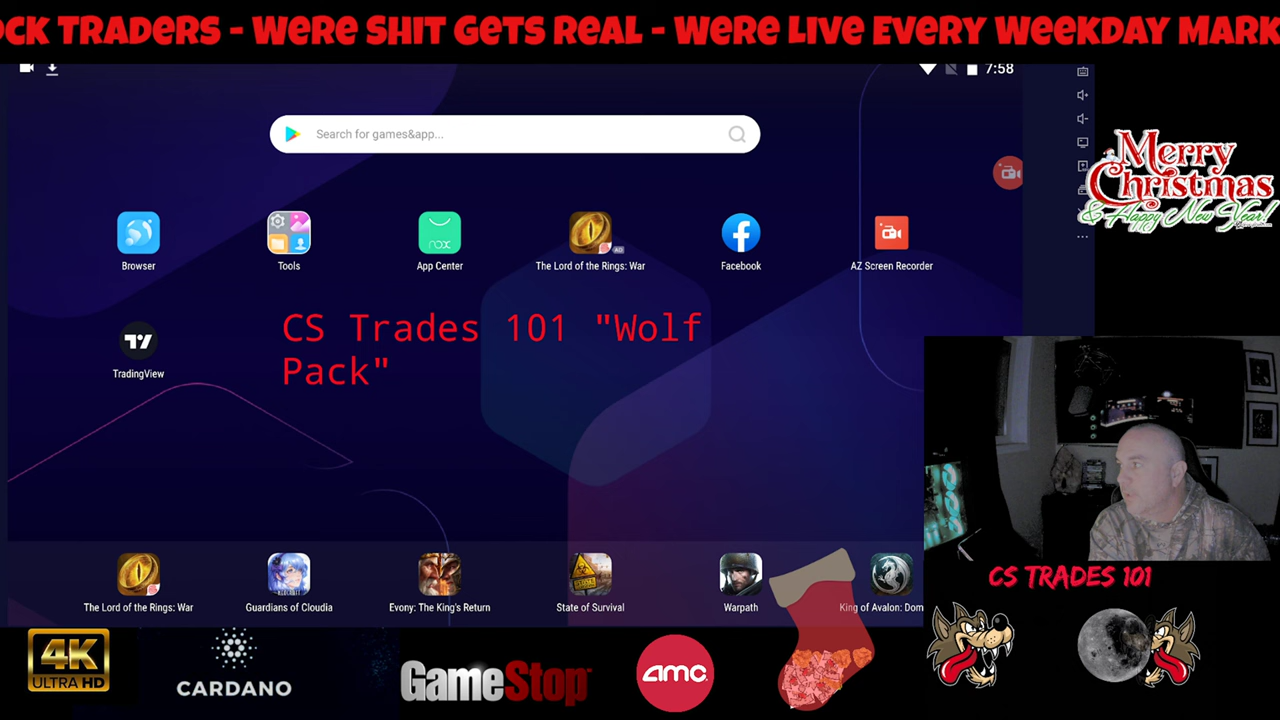 OCK TRADERS - WERE SHIT GETS REAL - WERE LIVE EVERY WEEKDAY MARK
7:58
Search for games&app...
Merry
Christmas
& Happy New Year!
Browser
Tools
nox
App Center
AD
The Lord of the Rings: War
Facebook
AZ Screen Recorder
CS Trades 101 "Wolf
Pack"
TradingView
The Lord of the Rings: War
Guardians of Cloudia
Evony: The King's Return
State of Survival
Warpath
King of Avalon: Dom
CS TRADES 101
4K
ULTRA HD
CARDANO
GameStop
amc